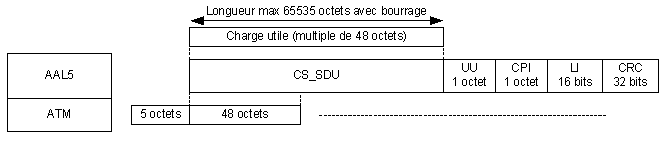 Longueur max 65535 octets avec bourrage
Charge utile (multiple de 48 octets)
AAL5 CS_SDU UU CPI LI CRC
1 octet 1 octet 16 bits 32 bits
ATM 5 octets 48 octets